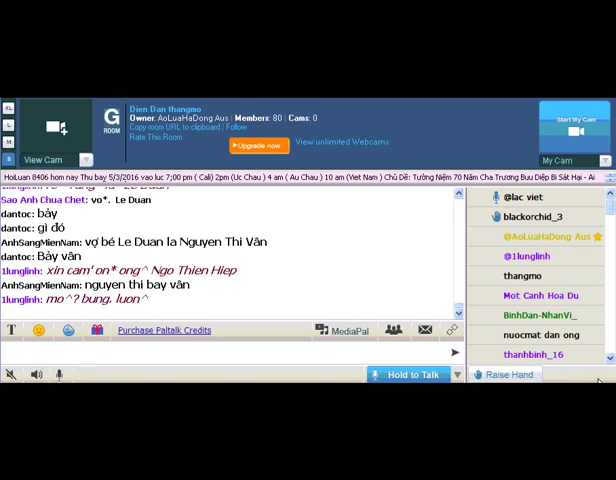 XL
L
M
S
View Cam
G
ROOM
Dien Dan thangmo
Owner: AoLuaHaDong Aus | Members: 80 | Cams: 0
Copy room URL to clipboard | Follow
Rate This Room
Upgrade now
View unlimited Webcams
Start My Cam
My Cam
HoiLuan 8406 hom nay Thu bay 5/3/2016 vao luc 7;00 pm ( Cali) 2pm (Uc Chau ) 4 am ( Au Chau ) 10 am (Viet Nam ) Chủ Đề: Tưởng Niệm 70 Năm Cha Trương Bưu Diệp Bi Sát Hại - Ai
Sao Anh Chua Chet: vo*. Le Duan
dantoc: bảy
dantoc: gì đó
AnhSangMienNam: vợ bé Le Duan la Nguyen Thi Vân
dantoc: Bảy vân
1lunglinh: xin cam' on* ong^ Ngo Thien Hiep
AnhSangMienNam: nguyen thi bay vân
1lunglinh: mo^? bung. luon^
T
Purchase Paltalk Credits
MediaPal
Hold to Talk
@lac viet
blackorchid_3
@AoLuaHaDong Aus
@1lunglinh
thangmo
Mot Canh Hoa Du
BinhDan-NhanVi_
nuocmat dan ong
thanhbinh_16
Raise Hand